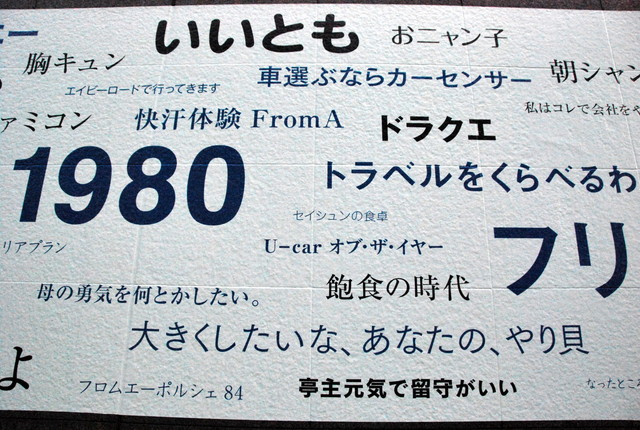 ー
いいとも
おニャン子
胸キュン
車選ぶならカーセンサー
朝シャン
エイビーロードで行ってきます
私はコレで会社をや
ァミコン
快汗体験 FromA
ドラクエ
1980
トラベルをくらべるわ
セイシュンの食卓
リアプラン
U-car オブ・ザ・イヤー
フリ
母の勇気を何とかしたい。
飽食の時代
大きくしたいな、あなたの、やり貝
よ
フロムエーポルシェ 84
亭主元気で留守がいい
なったところ